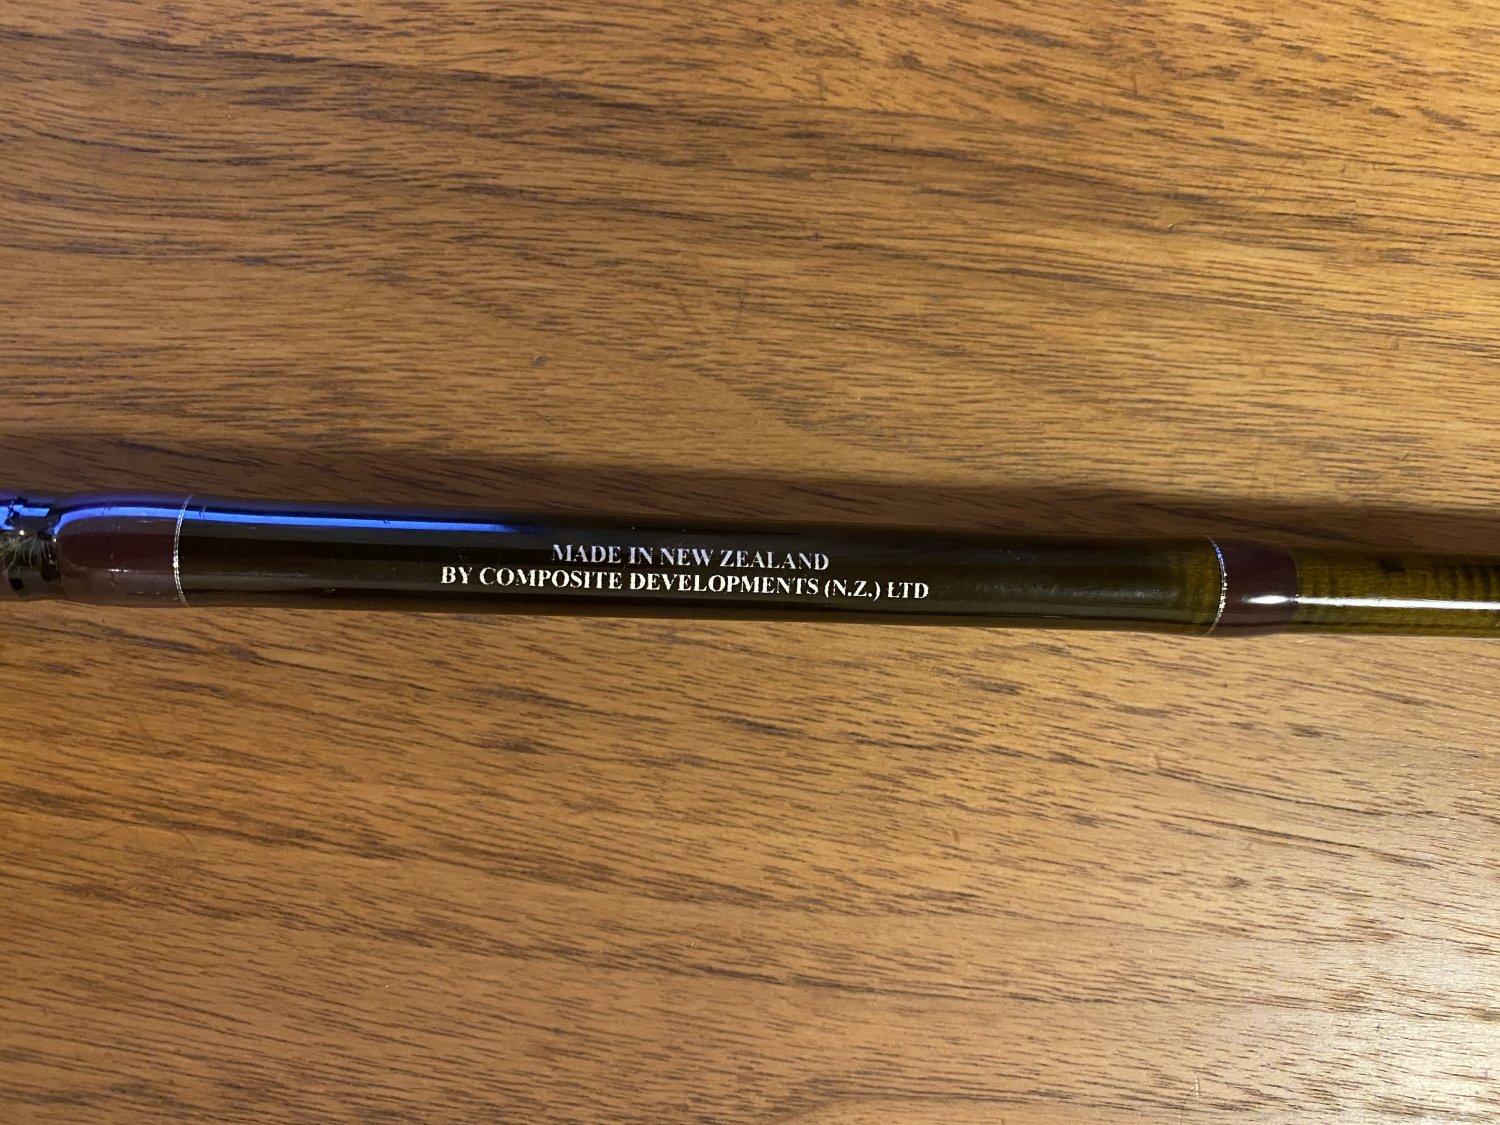 MADE IN NEW ZEALAND
BY COMPOSITE DEVELOPMENTS (N.Z.) LTD